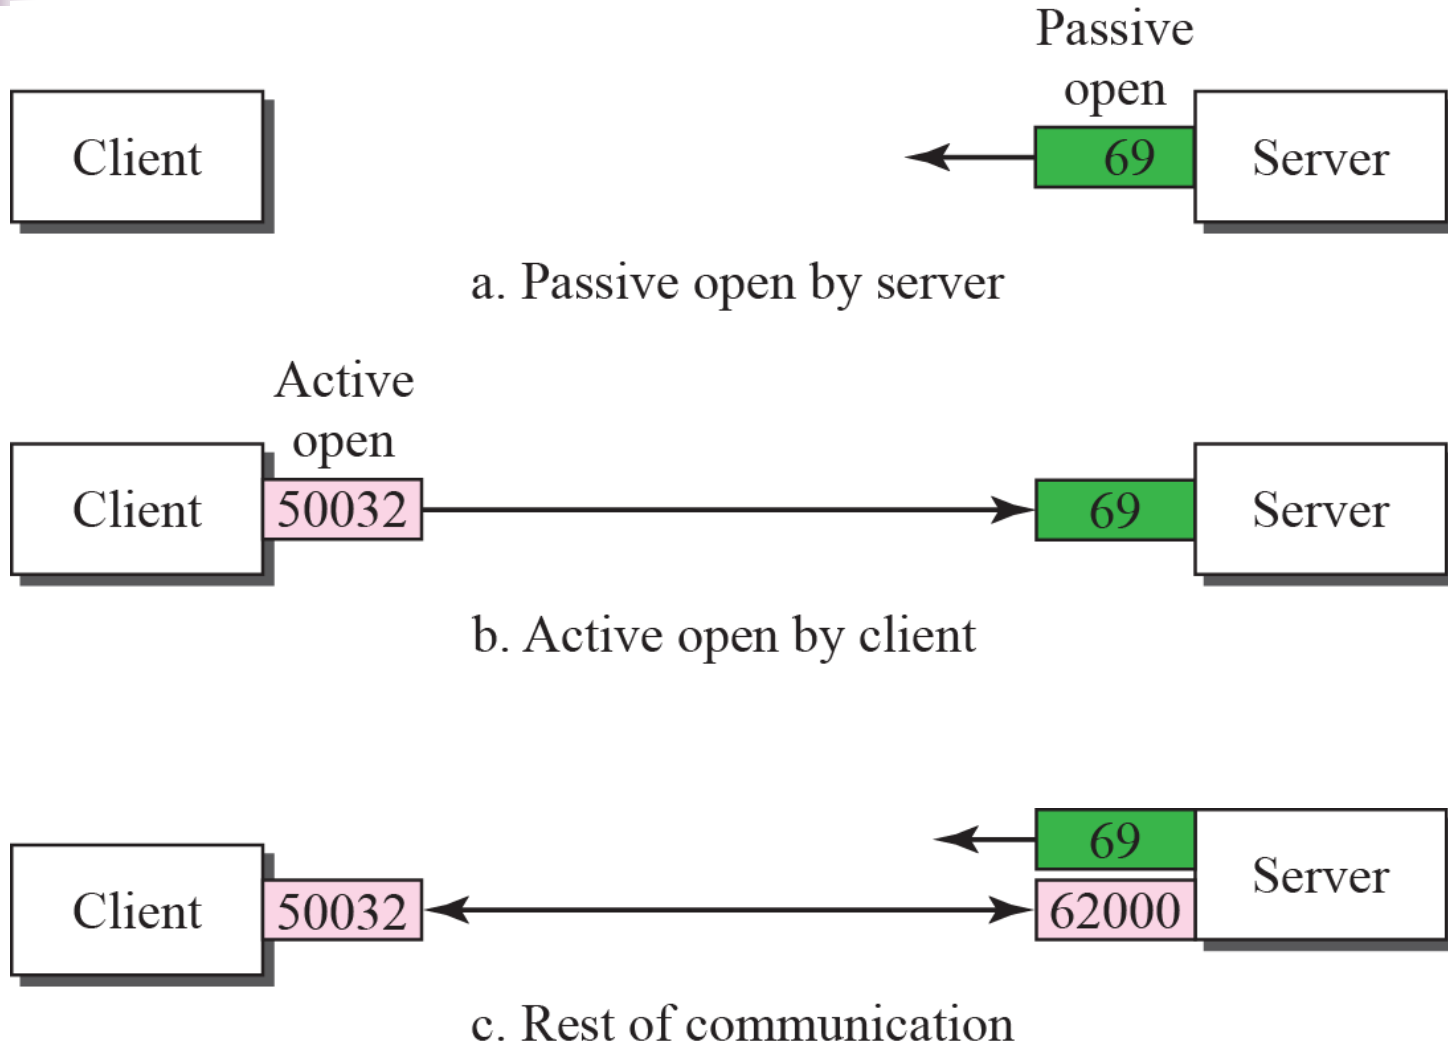 Passive
open
Client
69
Server
a. Passive open by server
Active
open
Client
50032
69
Server
b. Active open by client
69
Client
50032
62000
Server
c. Rest of communication